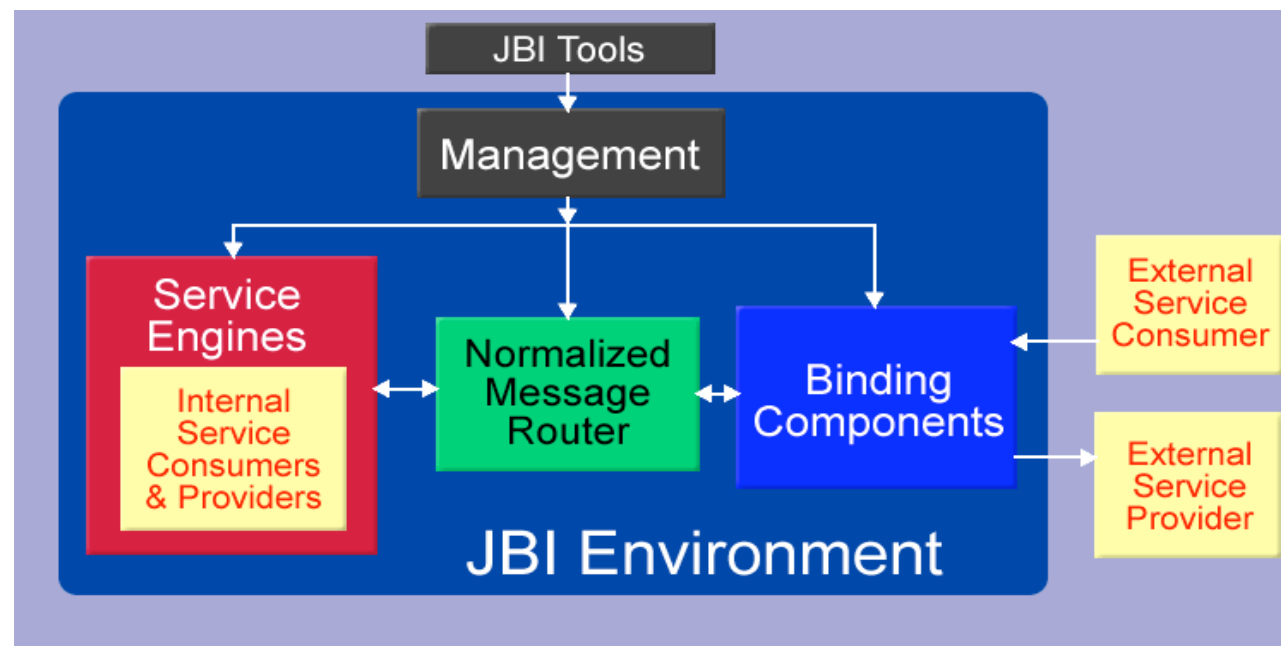 JBI Tools
Management
Service
Engines
Internal
Service
Consumers
& Providers
Normalized
Message
Router
Binding
Components
External
Service
Consumer
External
Service
Provider
JBI Environment